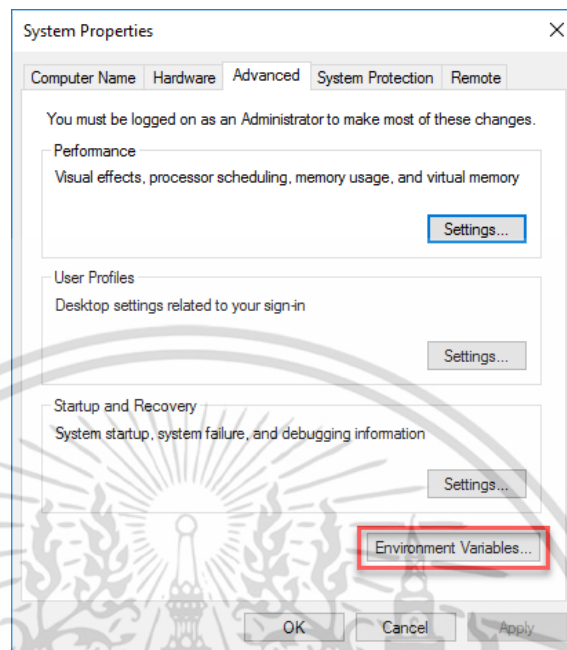 System Properties
Computer Name Hardware Advanced System Protection Remote
You must be logged on as an Administrator to make most of these changes.
Performance
Visual effects, processor scheduling, memory usage, and virtual memory
Settings...
User Profiles
Desktop settings related to your sign-in
Settings...
Startup and Recovery
System startup, system failure, and debugging information
Settings...
Environment Variables...
OK Cancel Apply